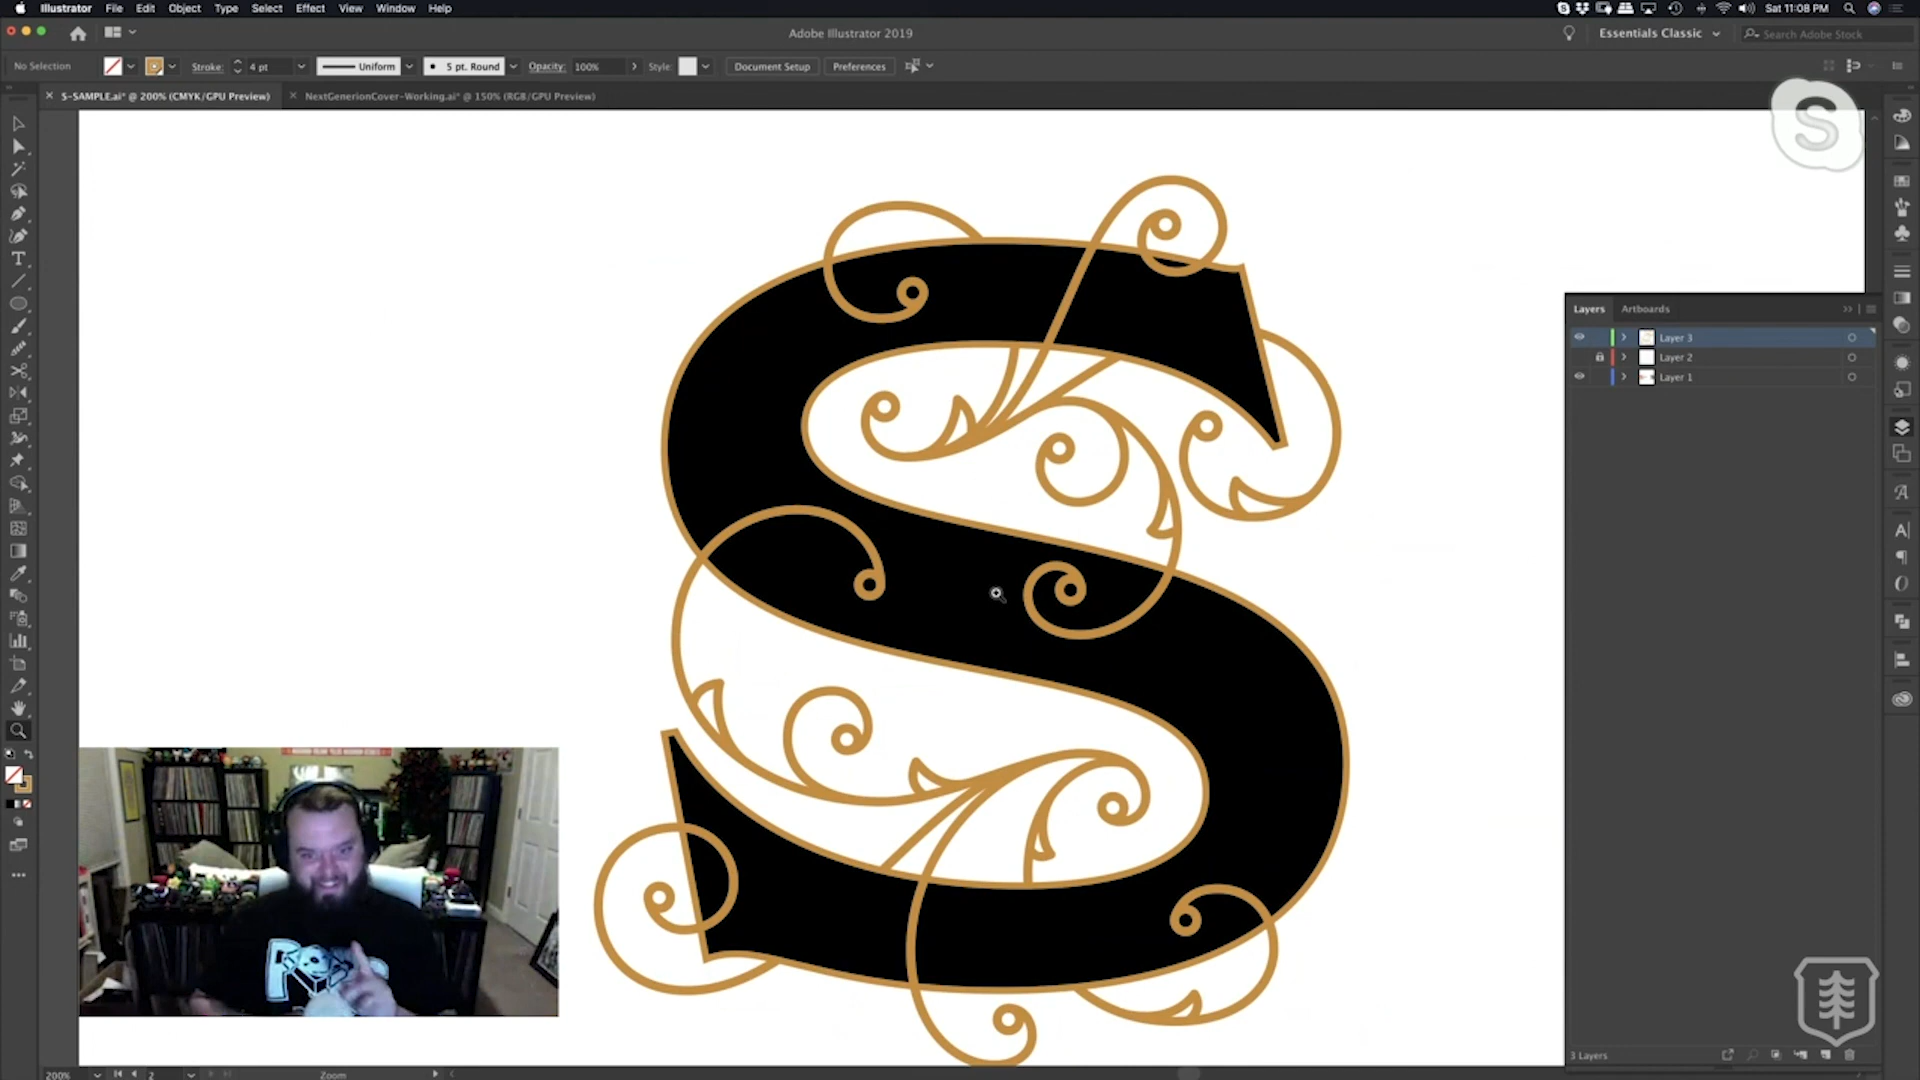 Illustrator File Edit Object Type Select Effect View Window Help
Sat 11:08 PM
Adobe Illustrator 2019
Essentials Classic
Search Adobe Stock
No Selection
Stroke: 4 pt
Uniform
5 pt. Round
Opacity: 100%
Style:
Document Setup
Preferences
S-SAMPLE.ai* @ 200% (CMYK/GPU Preview)
NextGenerionCover-Working.ai* @ 150% (RGB/GPU Preview)
S
Layers Artboards
Layer 3
Layer 2
Layer 1
S
3 Layers
200%
2
Zoom